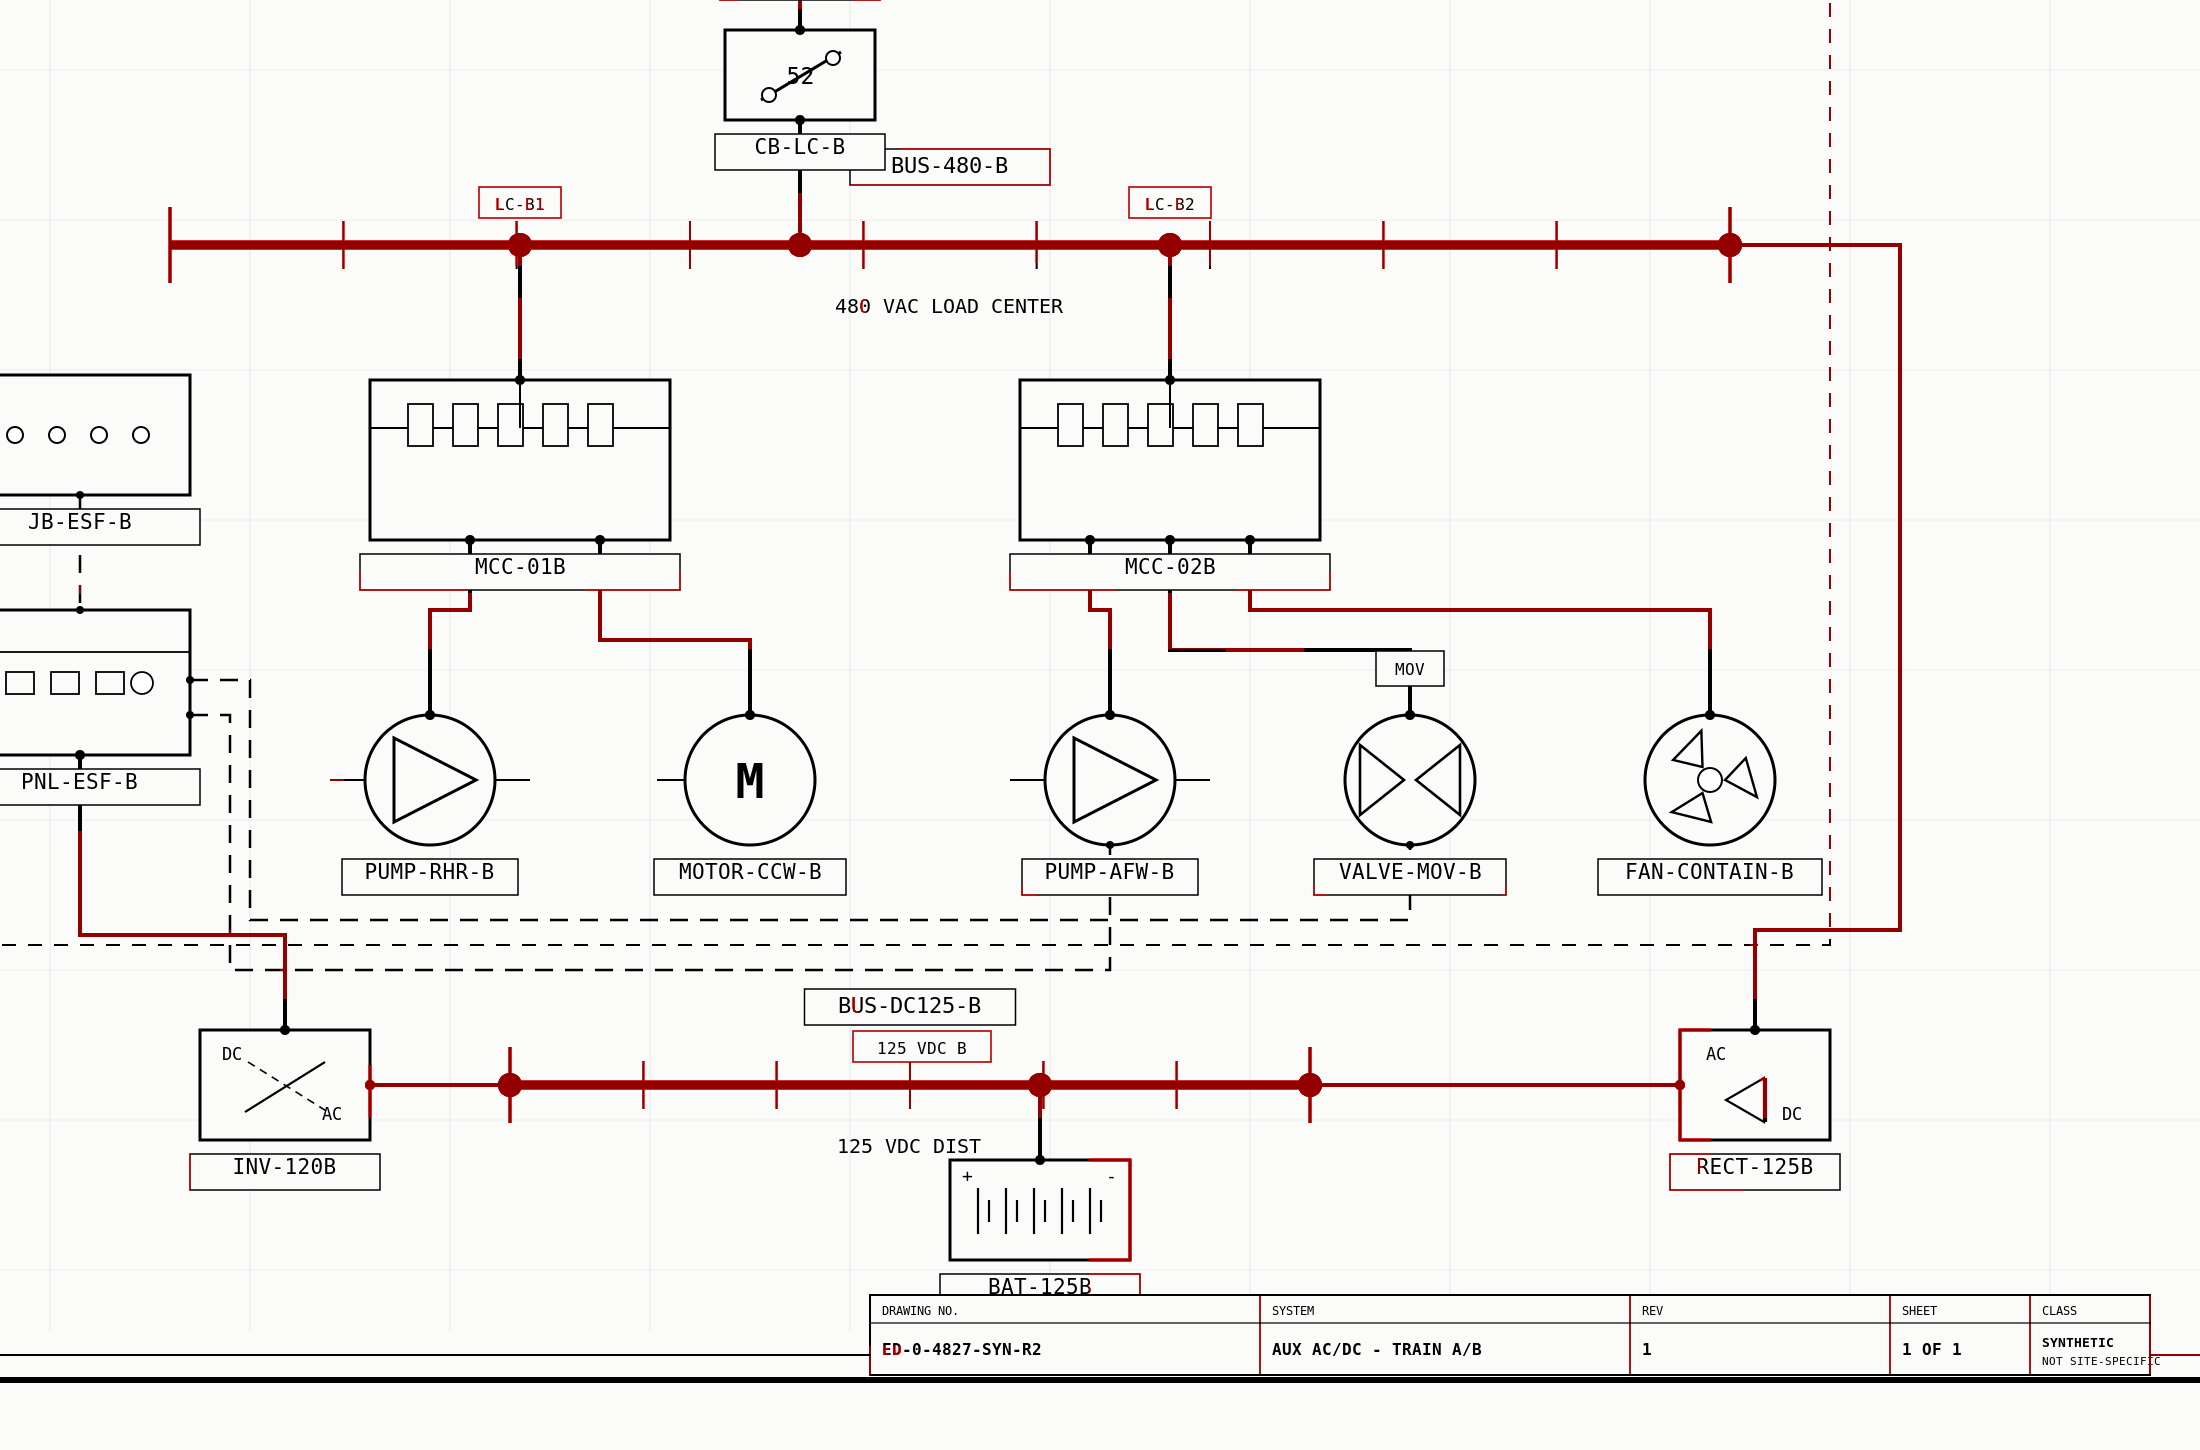 52
CB-LC-B
BUS-480-B
LC-B1
LC-B2
480 VAC LOAD CENTER
JB-ESF-B
MCC-01B
MCC-02B
MOV
PNL-ESF-B
M
PUMP-RHR-B
MOTOR-CCW-B
PUMP-AFW-B
VALVE-MOV-B
FAN-CONTAIN-B
BUS-DC125-B
125 VDC B
DC
AC
AC
DC
125 VDC DIST
INV-120B
RECT-125B
+ -
BAT-125B
DRAWING NO.
SYSTEM
REV
SHEET
CLASS
ED-0-4827-SYN-R2
AUX AC/DC - TRAIN A/B
1
1 OF 1
SYNTHETIC
NOT SITE-SPECIFIC